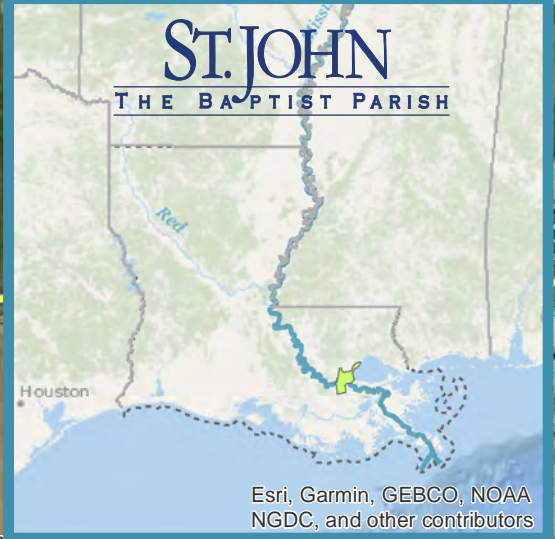 ST. JOHN
THE BAPTIST PARISH
Red
Houston
Esri, Garmin, GEBCO, NOAA
NGDC, and other contributors